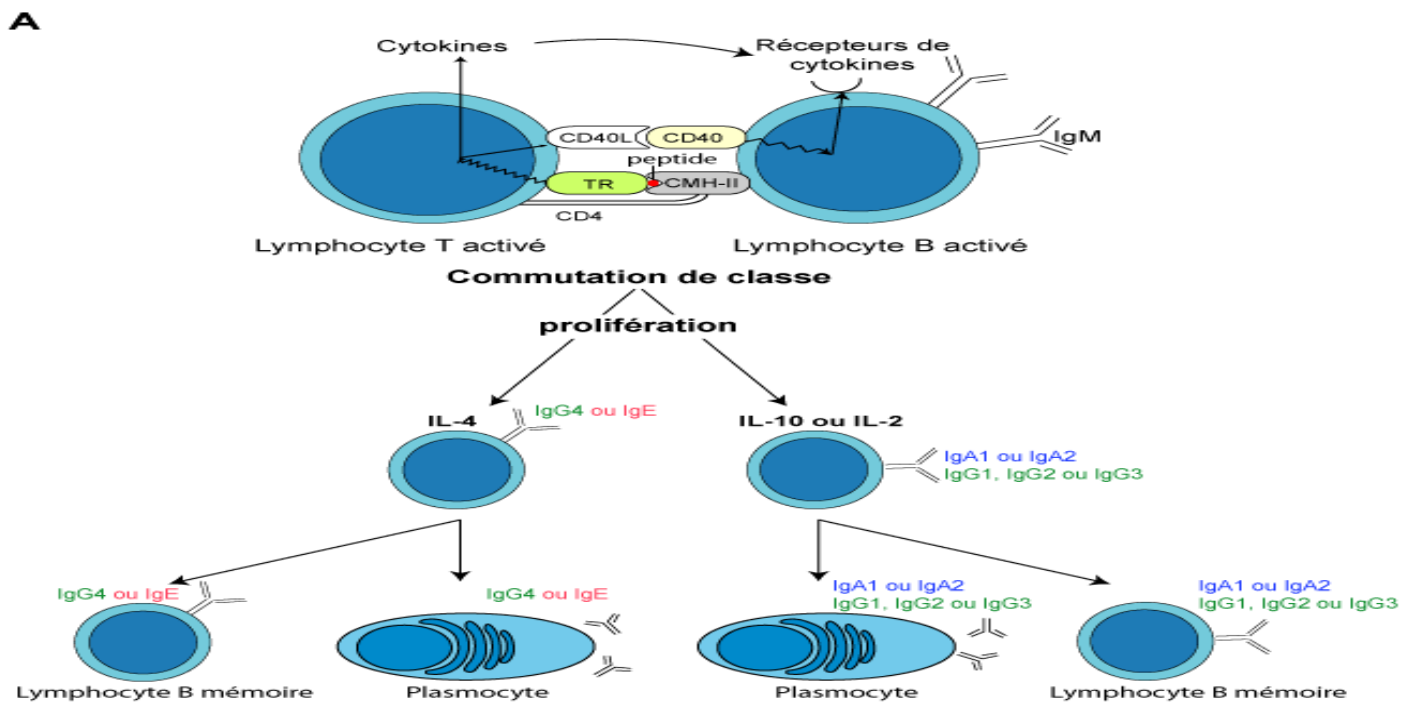 A
Cytokines
Récepteurs de
cytokines
IgM
CD40L
CD40
peptide
TR
CMH-II
CD4
Lymphocyte T activé
Lymphocyte B activé
Commutation de classe
prolifération
IL-4
IgG4 ou IgE
IL-10 ou IL-2
IgA1 ou IgA2
IgG1, IgG2 ou IgG3
IgG4 ou IgE
IgG4 ou IgE
IgA1 ou IgA2
IgG1, IgG2 ou IgG3
IgA1 ou IgA2
IgG1, IgG2 ou IgG3
Lymphocyte B mémoire
Plasmocyte
Plasmocyte
Lymphocyte B mémoire